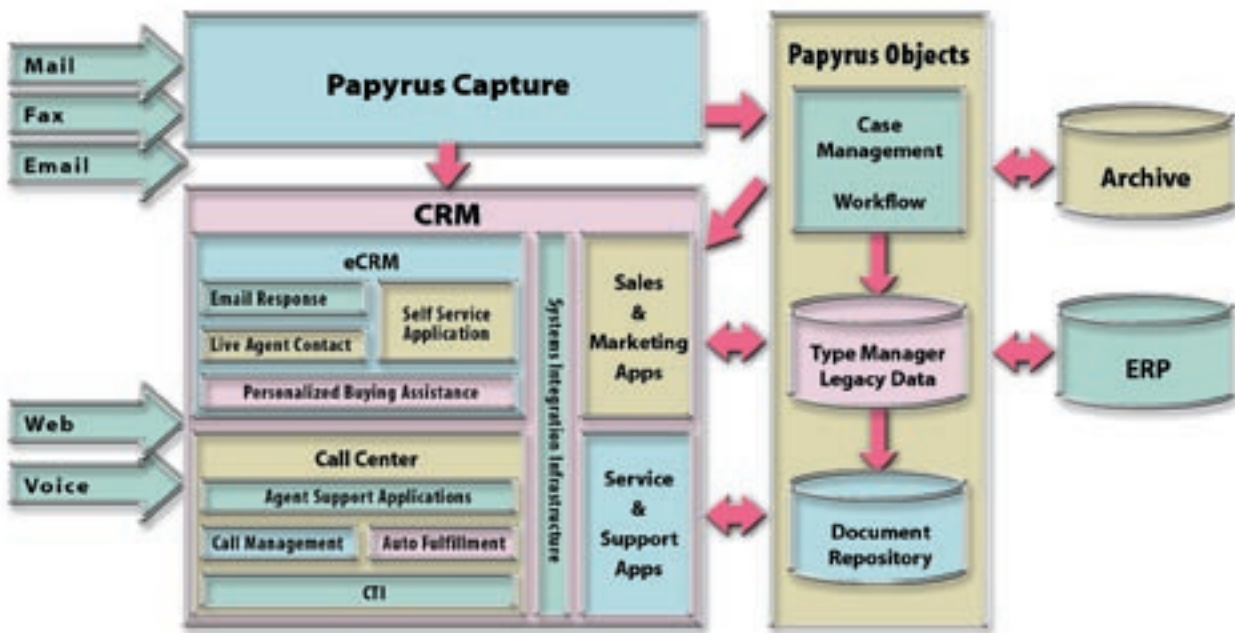 Mail
Fax
Email
Papyrus Capture
CRM
eCRM
Email Response
Live Agent Contact
Self Service
Application
Personalized Buying Assistance
Web
Voice
Call Center
Agent Support Applications
Call Management
Auto Fulfillment
CTI
Systems Integration Infrastructure
Sales
&
Marketing
Apps
Service
&
Support
Apps
Papyrus Objects
Case
Management
Workflow
Type Manager
Legacy Data
Document
Repository
Archive
ERP